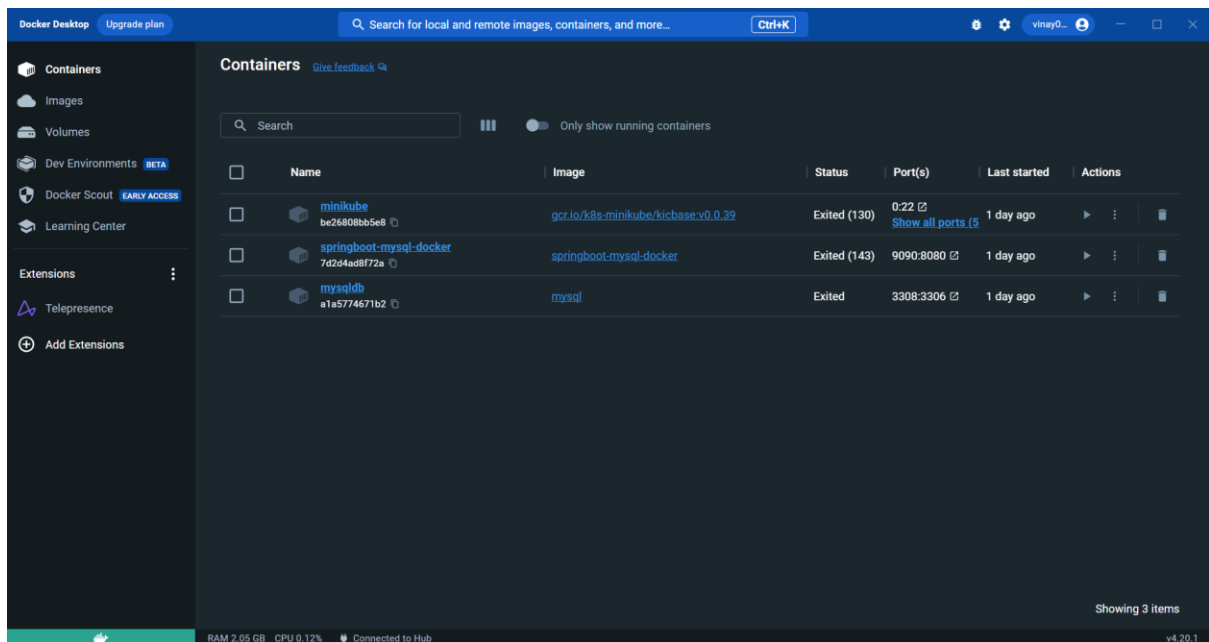 Docker Desktop Upgrade plan Search for local and remote images, containers, and more... Ctrl+K vinay0...
Containers
Images
Volumes
Dev Environments BETA
Docker Scout EARLY ACCESS
Learning Center
Extensions
Telepresence
Add Extensions
Containers Give feedback
Search Only show running containers
Name Image Status Port(s) Last started Actions
minikube
be26808bb5e8
gcr.io/k8s-minikube/kicbase:v0.0.39 Exited (130) 0:22
Show all ports (5 1 day ago
springboot-mysql-docker
7d2d4ad8f72a
springboot-mysql-docker Exited (143) 9090:8080 1 day ago
mysqldb
a1a5774671b2
mysql Exited 3308:3306 1 day ago
Showing 3 items
RAM 2.05 GB CPU 0.12% Connected to Hub v4.20.1